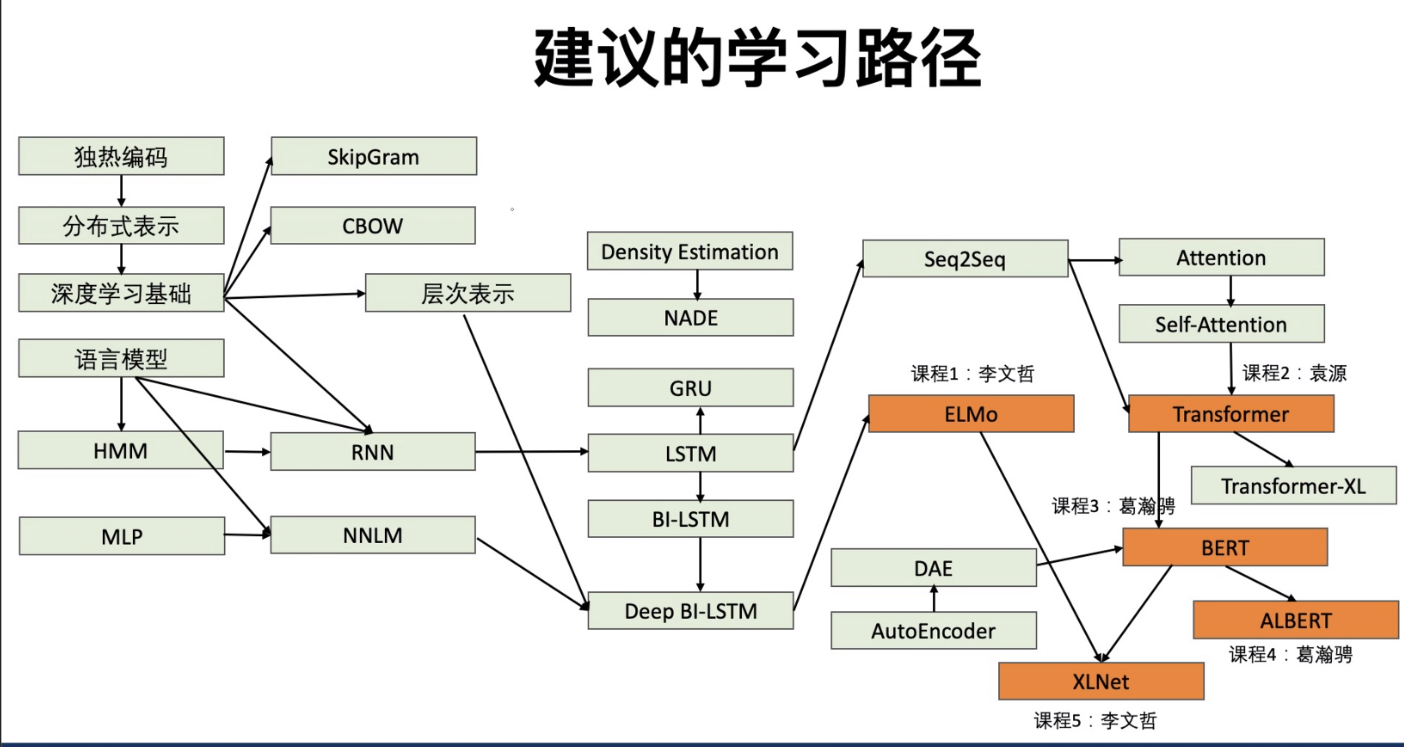 建议的学习路径
独热编码
SkipGram
分布式表示
CBOW
深度学习基础
层次表示
语言模型
HMM
RNN
MLP
NNLM
Density Estimation
NADE
GRU
LSTM
BI-LSTM
Deep BI-LSTM
Seq2Seq
Attention
Self-Attention
课程1：李文哲
课程2：袁源
ELMo
Transformer
Transformer-XL
课程3：葛瀚骋
BERT
DAE
AutoEncoder
ALBERT
课程4：葛瀚骋
XLNet
课程5：李文哲